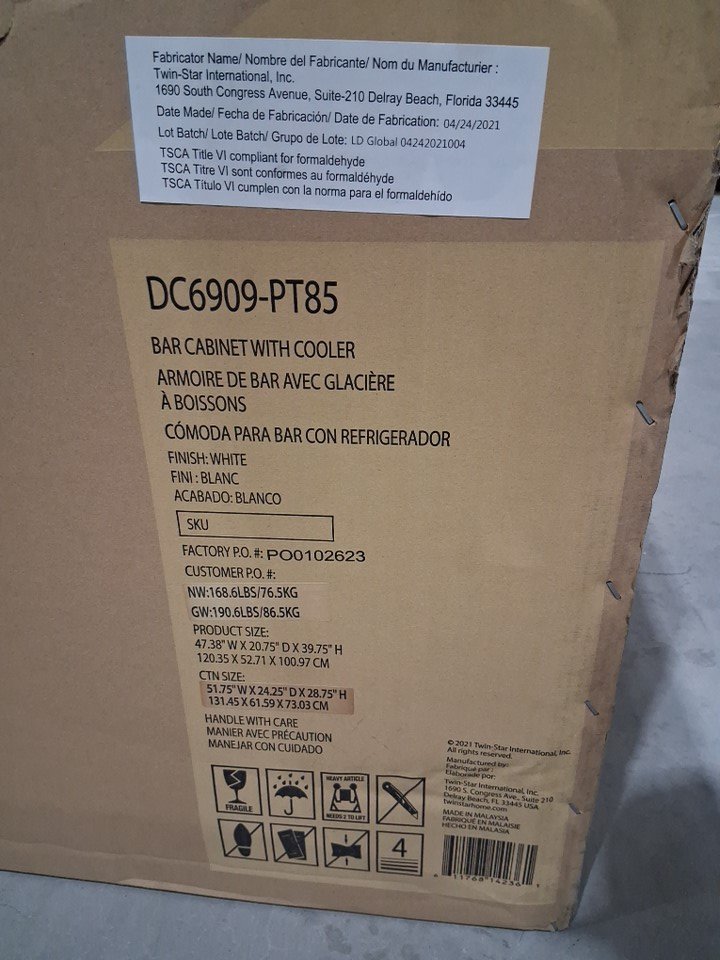 Fabricator Name/ Nombre del Fabricante/ Nom du Manufacturier :
Twin-Star International, Inc.
1690 South Congress Avenue, Suite-210 Delray Beach, Florida 33445
Date Made/ Fecha de Fabricación/ Date de Fabrication: 04/24/2021
Lot Batch/ Lote Batch/ Grupo de Lote: LD Global 04242021004
TSCA Title VI compliant for formaldehyde
TSCA Titre VI sont conformes au formaldéhyde
TSCA Título VI cumplen con la norma para el formaldehído
DC6909-PT85
BAR CABINET WITH COOLER
ARMOIRE DE BAR AVEC GLACIÈRE
À BOISSONS
CÓMODA PARA BAR CON REFRIGERADOR
FINISH: WHITE
FINI : BLANC
ACABADO: BLANCO
SKU
FACTORY P.O. #: PO0102623
CUSTOMER P.O. #:
NW:168.6LBS/76.5KG
GW:190.6LBS/86.5KG
PRODUCT SIZE:
47.38" W X 20.75" D X 39.75" H
120.35 X 52.71 X 100.97 CM
CTN SIZE:
51.75" W X 24.25" D X 28.75" H
131.45 X 61.59 X 73.03 CM
HANDLE WITH CARE
MANIER AVEC PRÉCAUTION
MANEJAR CON CUIDADO
FRAGILE
HEAVY ARTICLE
NEEDS 2 TO LIFT
4
© 2021 Twin-Star International, Inc.
All rights reserved.
Manufactured by:
Fabriqué par :
Elaborado por:
Twin-Star International, Inc.
1690 S. Congress Ave., Suite 210
Delray Beach, FL 33445 USA
twinstarhome.com
MADE IN MALAYSIA
FABRIQUÉ EN MALAISIE
HECHO EN MALASIA
6 11768 14236 1